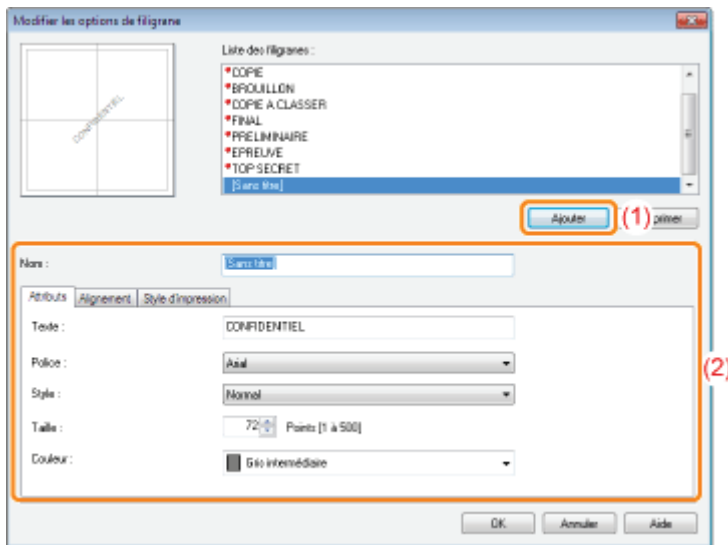 Modifier les options de filigrane
Liste des filigranes :
CONFIDENTIEL
*COPIE
*BROUILLON
*COPIE A CLASSER
*FINAL
*PRELIMINAIRE
*EPREUVE
*TOP SECRET
[Sans titre]
Ajouter (1) primer
Nom : [Sans titre]
Attributs Alignement Style d'impression
Texte : CONFIDENTIEL
Police : Arial
(2)
Style : Normal
Taille : 72 Points [1 à 500]
Couleur : Gris intermédiaire
OK Annuler Aide